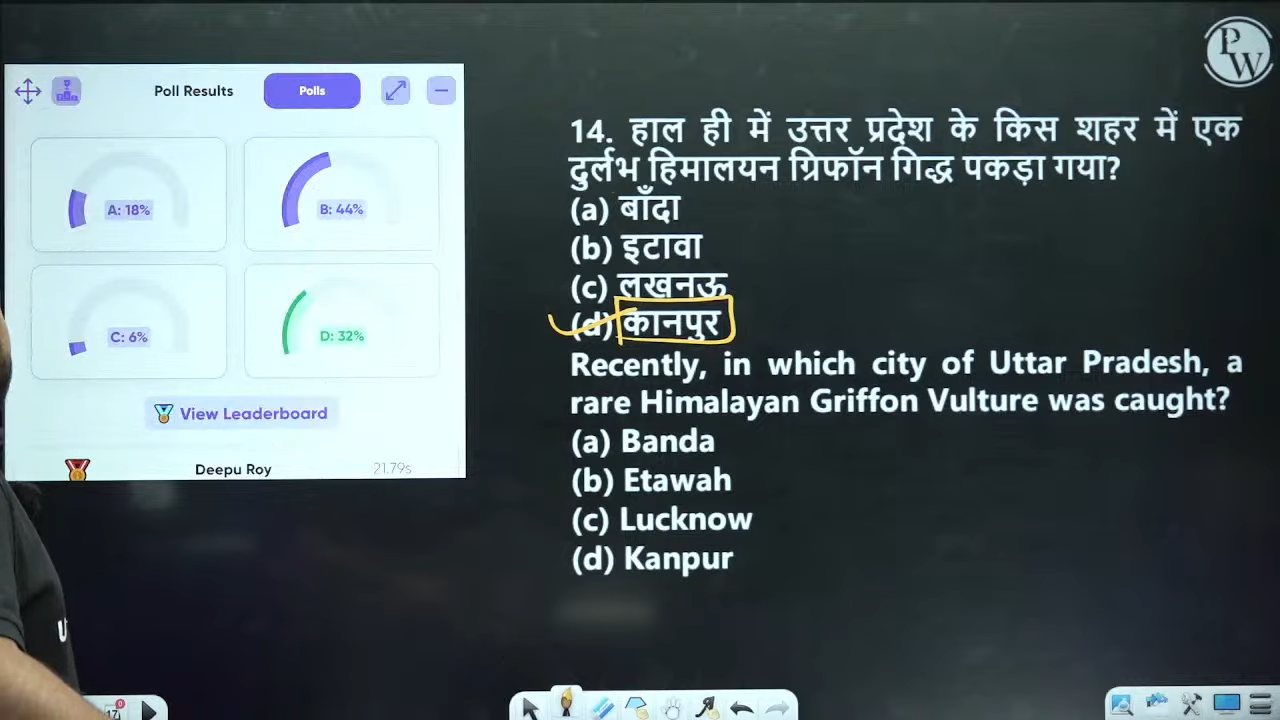 PW
Poll Results
Polls
A: 18%
B: 44%
C: 6%
D: 32%
View Leaderboard
Deepu Roy 21.79s
14. हाल ही में उत्तर प्रदेश के किस शहर में एक
दुर्लभ हिमालयन ग्रिफॉन गिद्ध पकड़ा गया?
(a) बाँदा
(b) इटावा
(c) लखनऊ
(d) कानपुर
Recently, in which city of Uttar Pradesh, a
rare Himalayan Griffon Vulture was caught?
(a) Banda
(b) Etawah
(c) Lucknow
(d) Kanpur